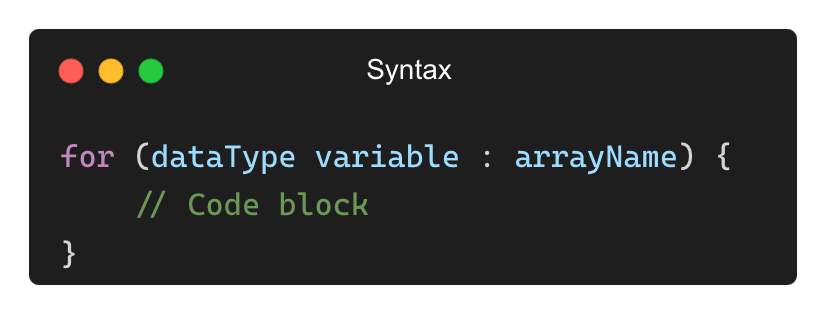 Syntax
for (dataType variable : arrayName) {
    // Code block
}